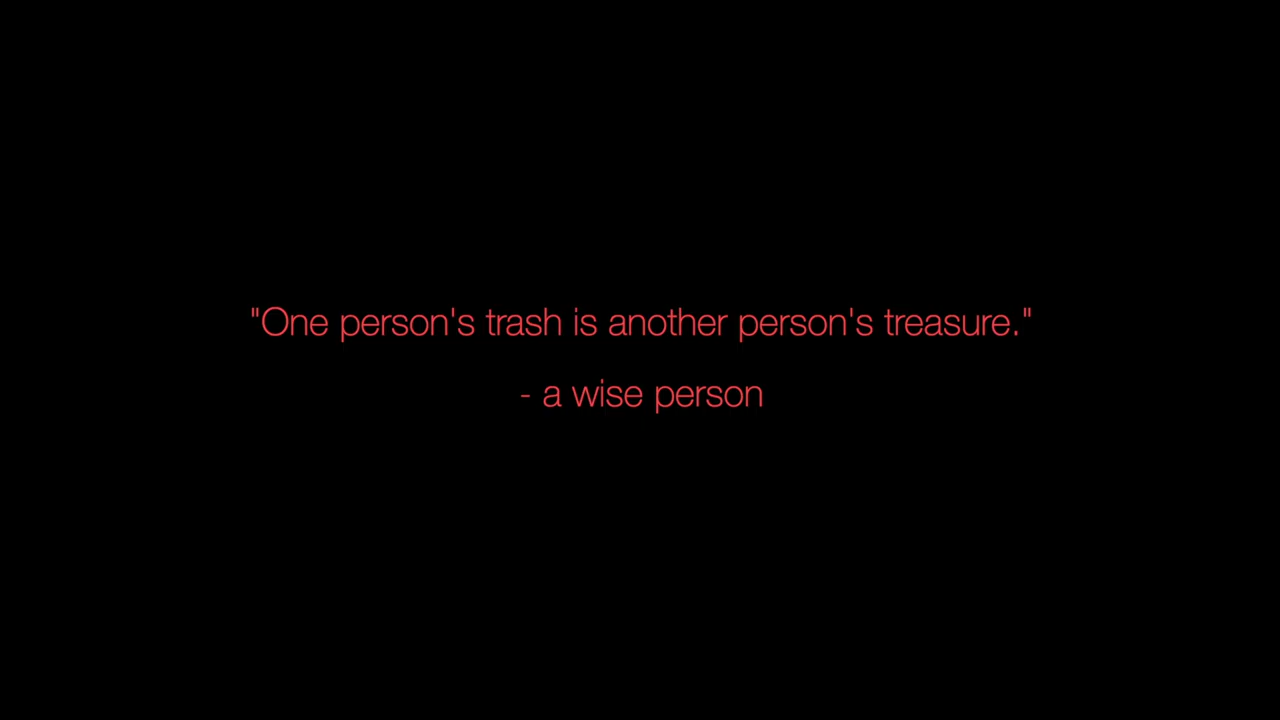 "One person's trash is another person's treasure."
- a wise person